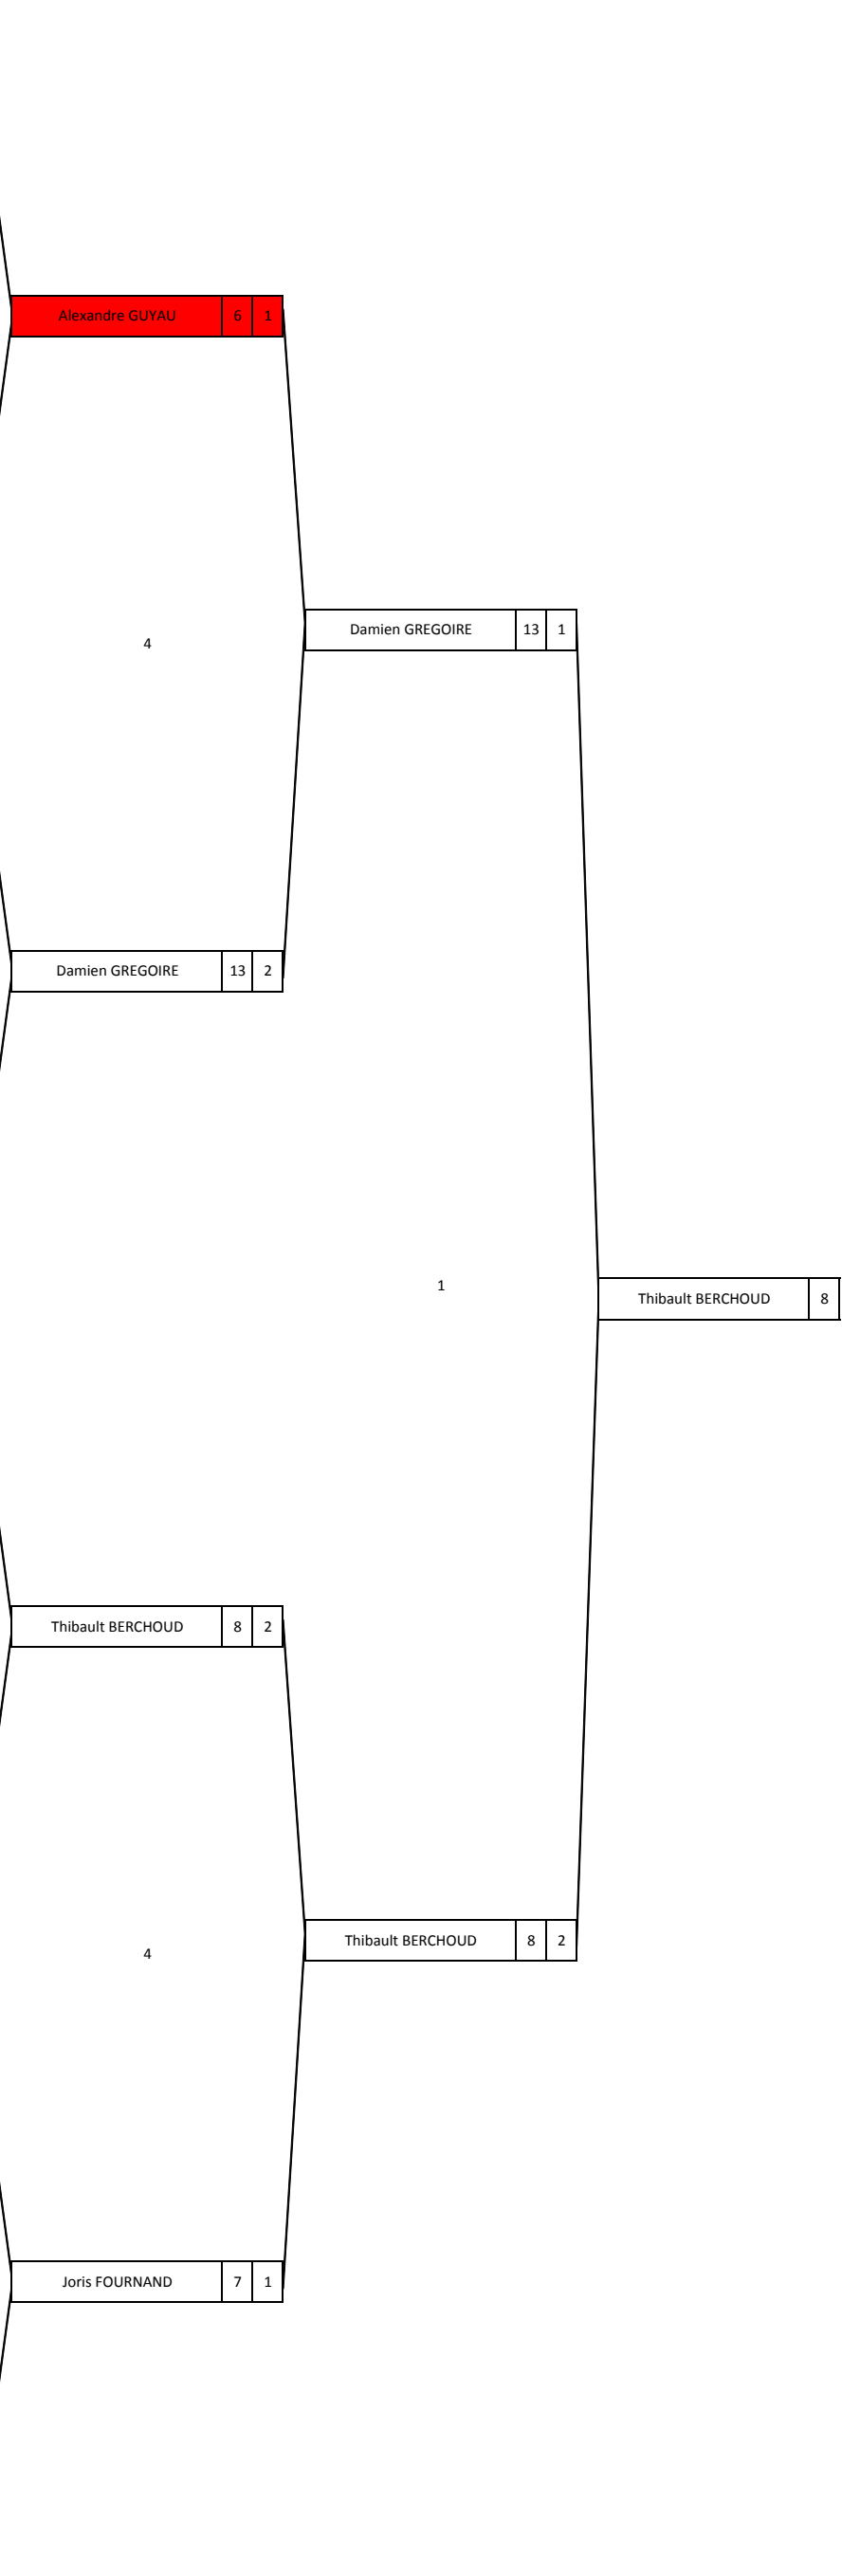 Alexandre GUYAU 6 1
4
Damien GREGOIRE 13 1
Damien GREGOIRE 13 2
1
Thibault BERCHOUD 8
Thibault BERCHOUD 8 2
4
Thibault BERCHOUD 8 2
Joris FOURNAND 7 1